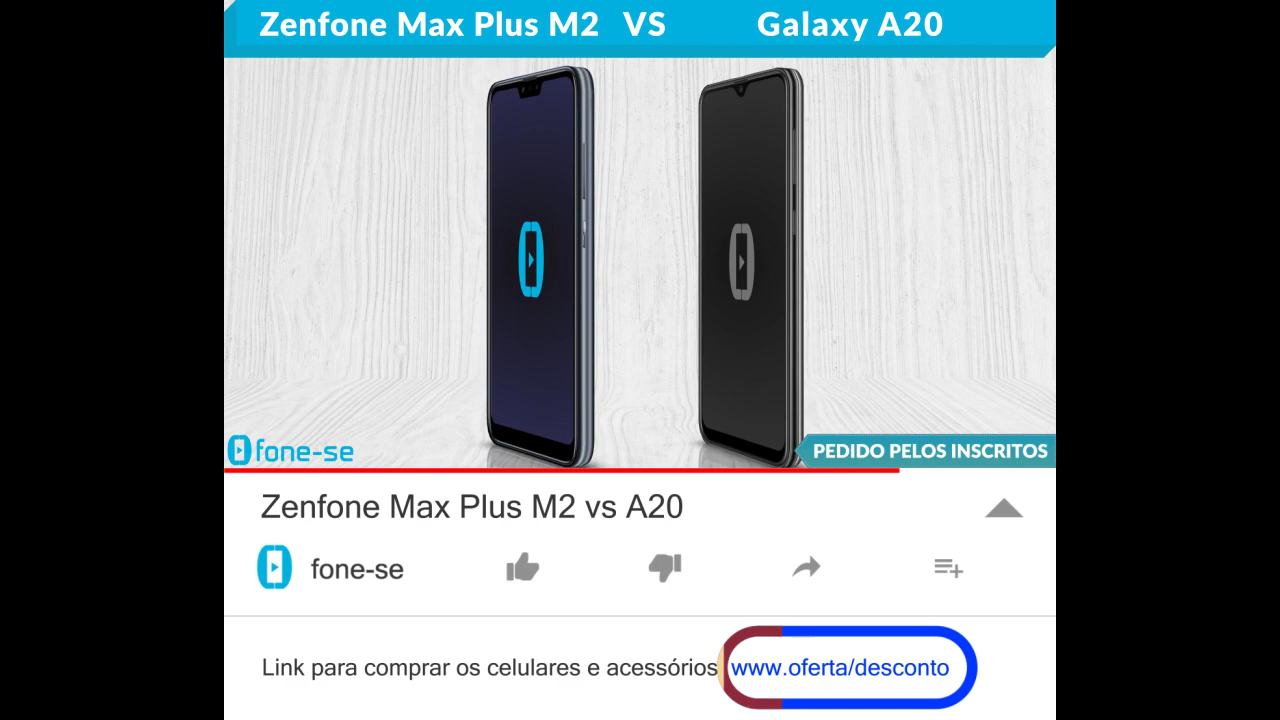 Zenfone Max Plus M2 VS Galaxy A20
fone-se
PEDIDO PELOS INSCRITOS
Zenfone Max Plus M2 vs A20
fone-se
Link para comprar os celulares e acessórios www.oferta/desconto